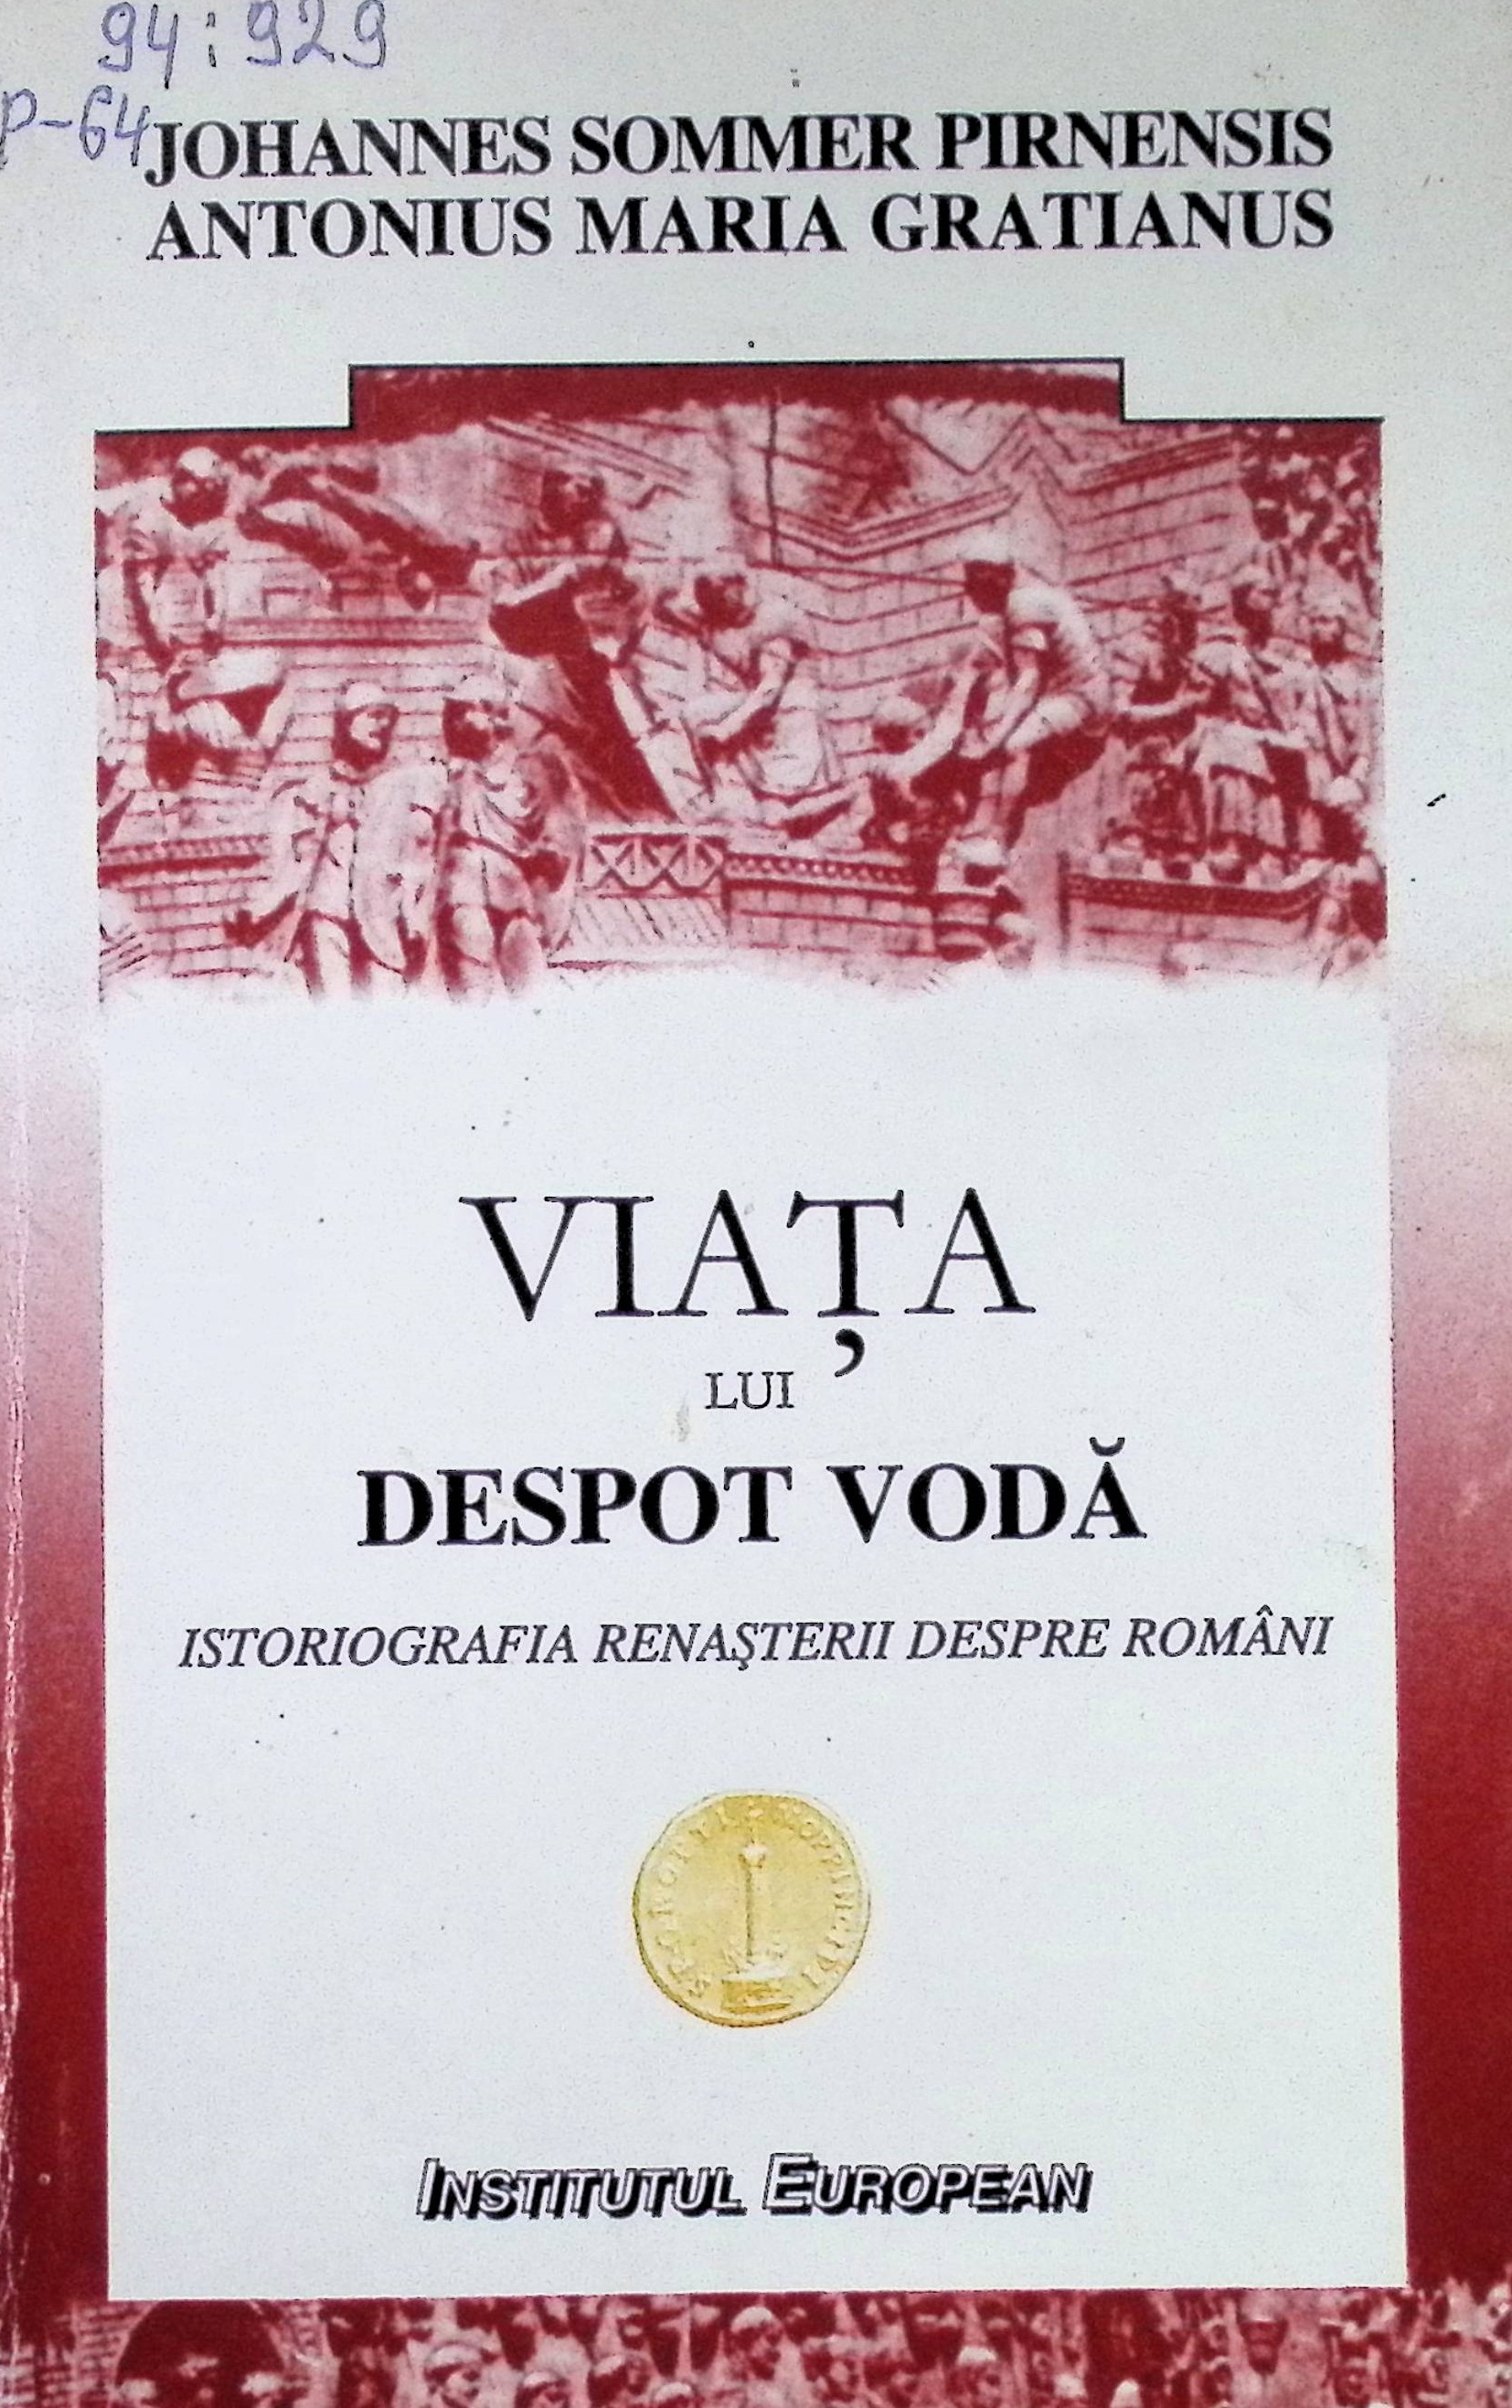 94:929
P-64
JOHANNES SOMMER PIRNENSIS
ANTONIUS MARIA GRATIANUS
VIAȚA
LUI
DESPOT VODĂ
ISTORIOGRAFIA RENAŞTERII DESPRE ROMÂNI
INSTITUTUL EUROPEAN